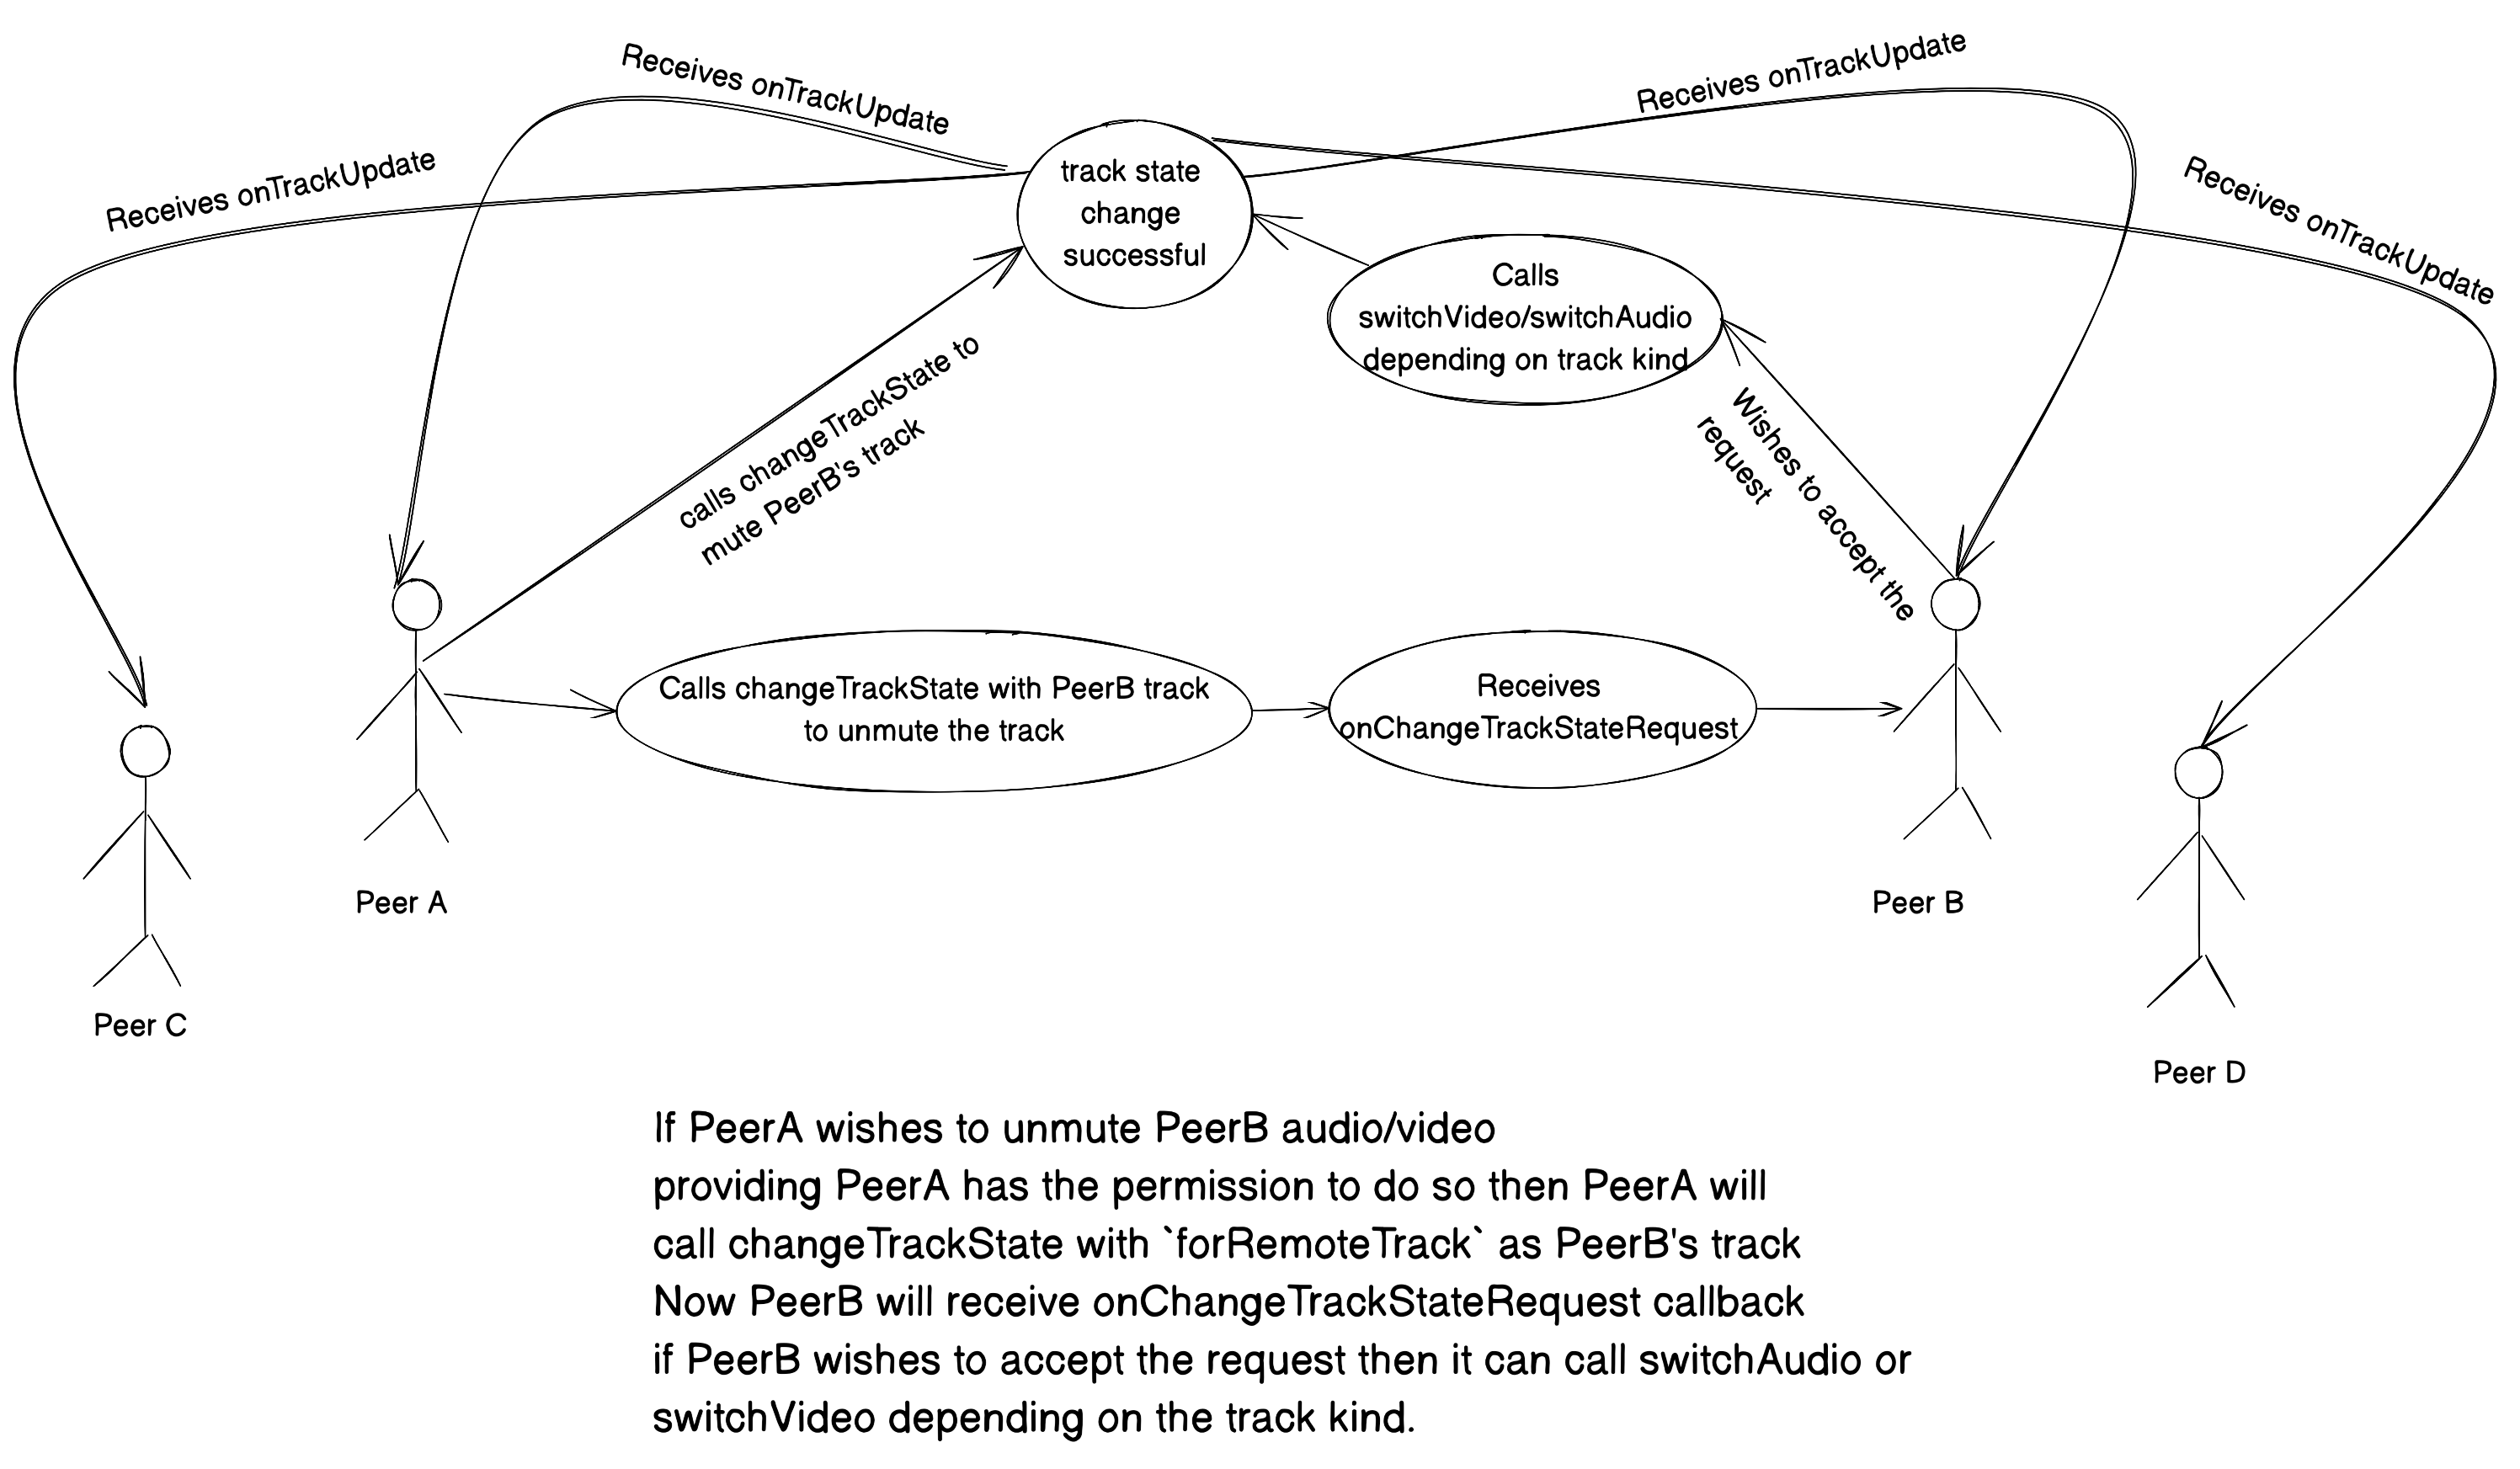 Receives onTrackUpdate
Receives onTrackUpdate
Receives onTrackUpdate
Receives onTrackUpdate
track state
change
successful
Calls
switchVideo/switchAudio
depending on track kind
calls changeTrackState to
mute PeerB's track
Wishes to accept the
request
Calls changeTrackState with PeerB track
to unmute the track
Receives
onChangeTrackStateRequest
Peer A
Peer B
Peer C
Peer D
If PeerA wishes to unmute PeerB audio/video
providing PeerA has the permission to do so then PeerA will
call changeTrackState with `forRemoteTrack` as PeerB's track
Now PeerB will receive onChangeTrackStateRequest callback
if PeerB wishes to accept the request then it can call switchAudio or
switchVideo depending on the track kind.